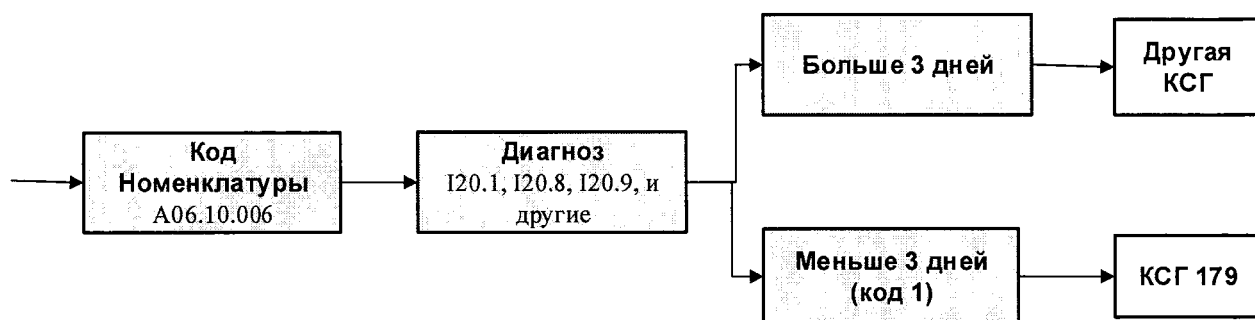 Код
Номенклатуры
А06.10.006
Диагноз
I20.1, I20.8, I20.9, и
другие
Больше 3 дней
Другая
КСГ
Меньше 3 дней
(код 1)
КСГ 179